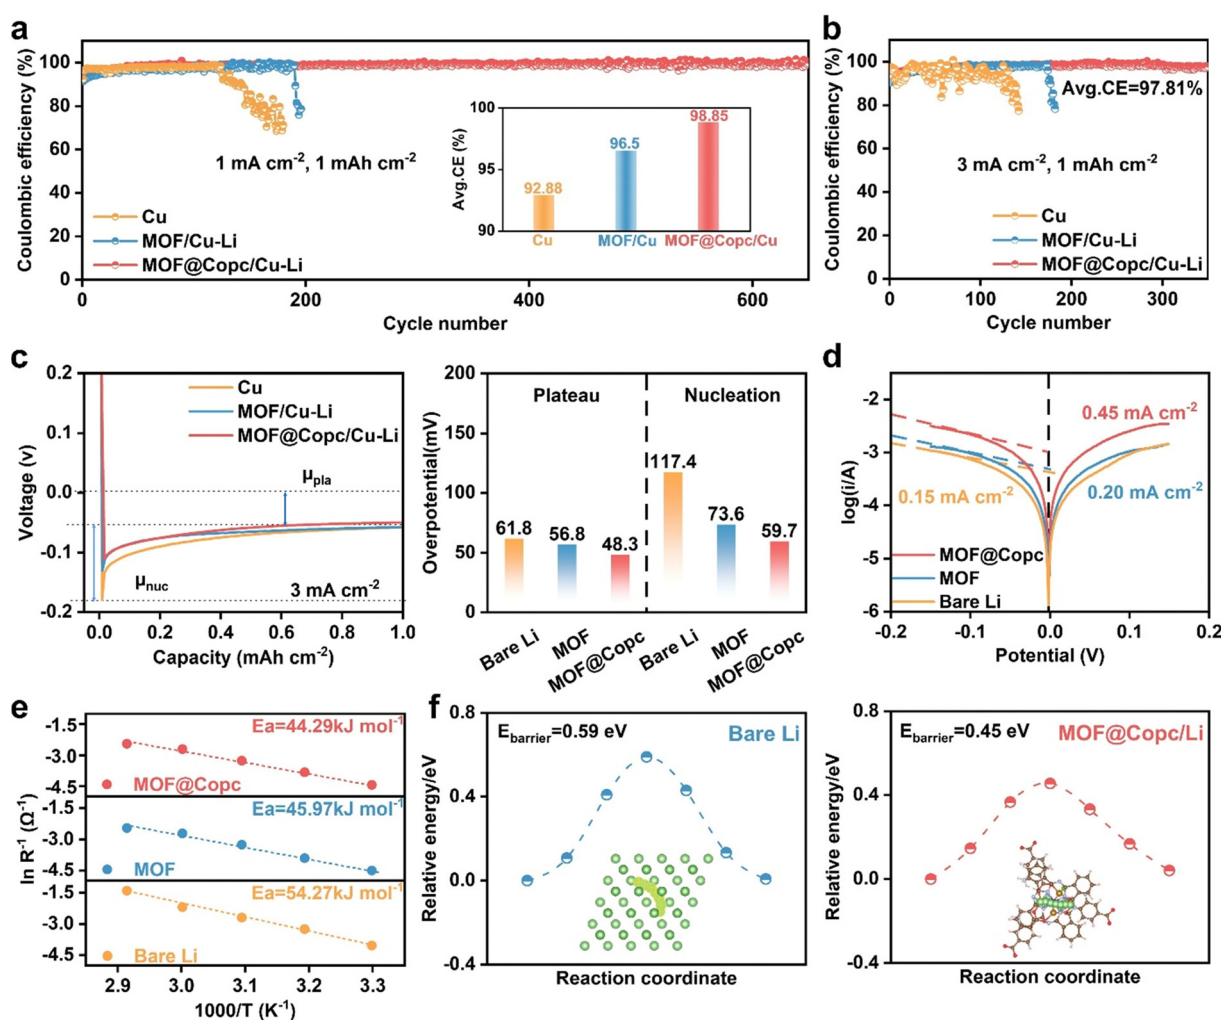 a
Coulombic efficiency (%)
100
80
60
40
20
0
0
200
400
600
Cycle number
1 mA cm⁻², 1 mAh cm⁻²
Cu
MOF/Cu-Li
MOF@Copc/Cu-Li
Avg.CE (%)
100
95
90
92.88
96.5
98.85
Cu
MOF/Cu
MOF@Copc/Cu
b
Coulombic efficiency (%)
100
80
60
40
20
0
0
100
200
300
Cycle number
Avg.CE=97.81%
3 mA cm⁻², 1 mAh cm⁻²
Cu
MOF/Cu-Li
MOF@Copc/Cu-Li
c
Voltage (v)
0.2
0.1
0.0
-0.1
-0.2
0.0
0.2
0.4
0.6
0.8
1.0
Capacity (mAh cm⁻²)
Cu
MOF/Cu-Li
MOF@Copc/Cu-Li
μpla
μnuc
3 mA cm⁻²
Overpotential(mV)
200
150
100
50
0
Plateau
Nucleation
61.8
56.8
48.3
117.4
73.6
59.7
Bare Li
MOF
MOF@Copc
Bare Li
MOF
MOF@Copc
d
log(i/A)
-2
-3
-4
-5
-6
-0.2
-0.1
0.0
0.1
0.2
Potential (V)
0.45 mA cm⁻²
0.15 mA cm⁻²
0.20 mA cm⁻²
MOF@Copc
MOF
Bare Li
e
ln R⁻¹ (Ω⁻¹)
-1.5
-3.0
-4.5
Ea=44.29kJ mol⁻¹
MOF@Copc
-1.5
-3.0
-4.5
Ea=45.97kJ mol⁻¹
MOF
-1.5
-3.0
-4.5
Ea=54.27kJ mol⁻¹
Bare Li
2.9
3.0
3.1
3.2
3.3
1000/T (K⁻¹)
f
Relative energy/eV
0.8
0.4
0.0
-0.4
Ebarrier=0.59 eV
Bare Li
Reaction coordinate
Relative energy/eV
0.8
0.4
0.0
-0.4
Ebarrier=0.45 eV
MOF@Copc/Li
Reaction coordinate